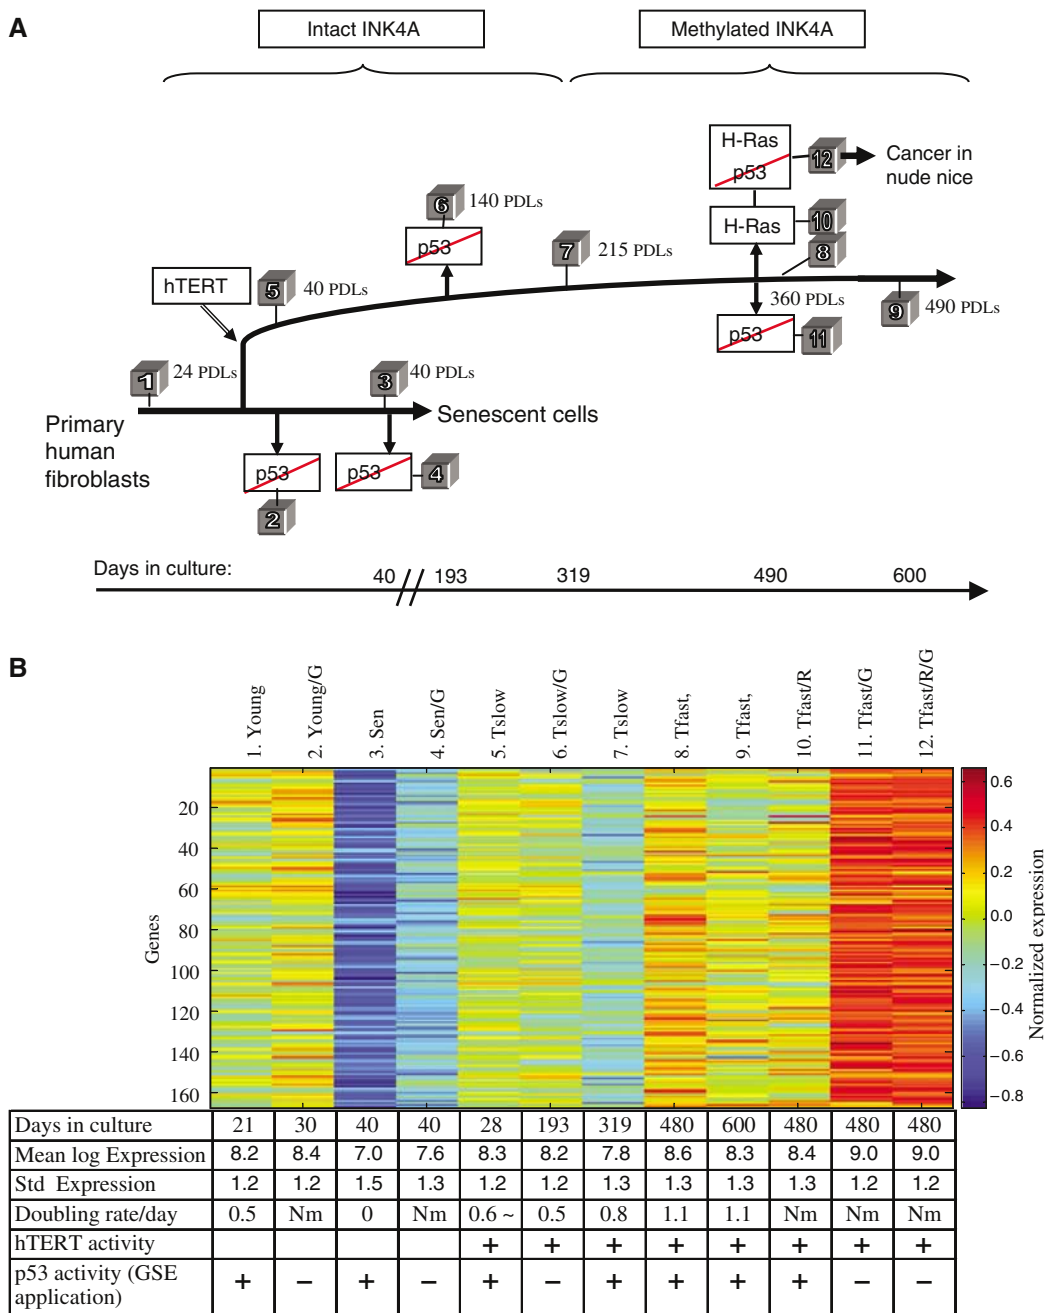 A
Intact INK4A
Methylated INK4A
H-Ras
p53
12
Cancer in
nude nice
6
140 PDLs
p53
H-Ras
10
7
215 PDLs
8
hTERT
5
40 PDLs
360 PDLs
9
490 PDLs
p53
11
1
24 PDLs
3
40 PDLs
Primary
human
fibroblasts
Senescent cells
p53
p53
4
2
Days in culture:
40
193
319
490
600
B
1. Young
2. Young/G
3. Sen
4. Sen/G
5. Tslow
6. Tslow/G
7. Tslow
8. Tfast,
9. Tfast,
10. Tfast/R
11. Tfast/G
12. Tfast/R/G
Genes
20
40
60
80
100
120
140
160
0.6
0.4
0.2
0.0
−0.2
−0.4
−0.6
−0.8
Normalized expression
Days in culture 21 30 40 40 28 193 319 480 600 480 480 480
Mean log Expression 8.2 8.4 7.0 7.6 8.3 8.2 7.8 8.6 8.3 8.4 9.0 9.0
Std Expression 1.2 1.2 1.5 1.3 1.2 1.2 1.3 1.3 1.3 1.3 1.2 1.2
Doubling rate/day 0.5 Nm 0 Nm 0.6 ~ 0.5 0.8 1.1 1.1 Nm Nm Nm
hTERT activity + + + + + + + +
p53 activity (GSE + − + − + − + + + + − −
application)